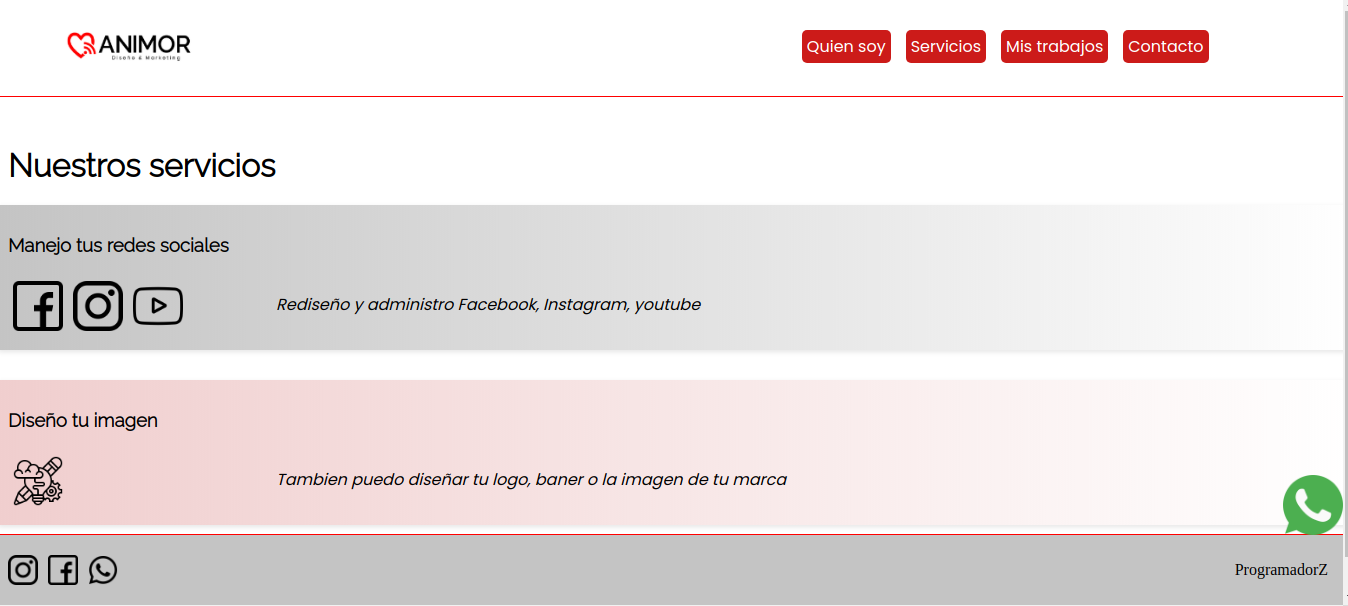 ANIMOR
Diseño & Marketing
Quien soy
Servicios
Mis trabajos
Contacto
Nuestros servicios
Manejo tus redes sociales
Rediseño y administro Facebook, Instagram, youtube
Diseño tu imagen
Tambien puedo diseñar tu logo, baner o la imagen de tu marca
ProgramadorZ